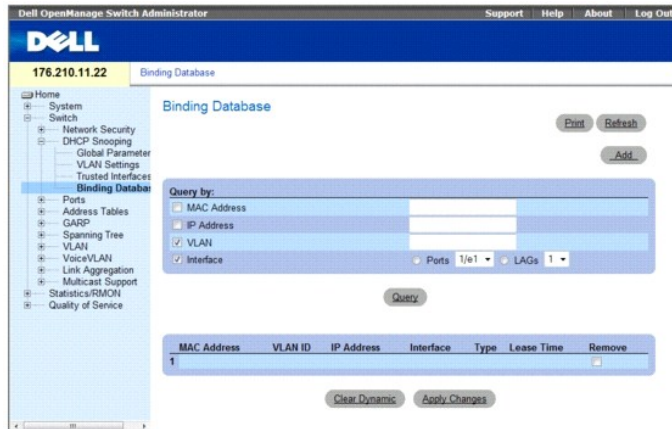 Dell OpenManage Switch Administrator
Support Help About Log Out
DELL
176.210.11.22
Binding Database
Home
System
Switch
Network Security
DHCP Snooping
Global Parameter
VLAN Settings
Trusted Interfaces
Binding Databas
Ports
Address Tables
GARP
Spanning Tree
VLAN
VoiceVLAN
Link Aggregation
Multicast Support
Statistics/RMON
Quality of Service
Binding Database
Print Refresh
Add
Query by:
MAC Address
IP Address
VLAN
Interface Ports 1/e1 LAGs 1
Query
MAC Address VLAN ID IP Address Interface Type Lease Time Remove
1
Clear Dynamic Apply Changes